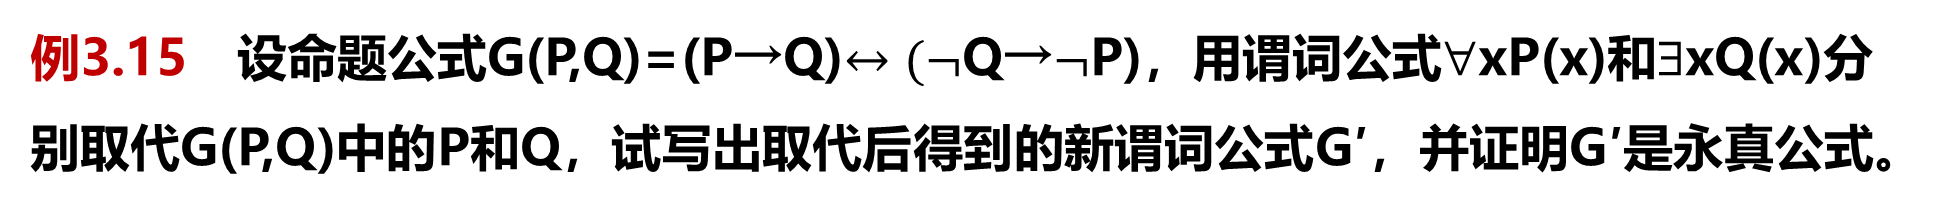 例3.15 设命题公式G(P,Q)=(P→Q)↔（¬Q→¬P)，用谓词公式∀xP(x)和∃xQ(x)分
别取代G(P,Q)中的P和Q，试写出取代后得到的新谓词公式G′，并证明G′是永真公式。